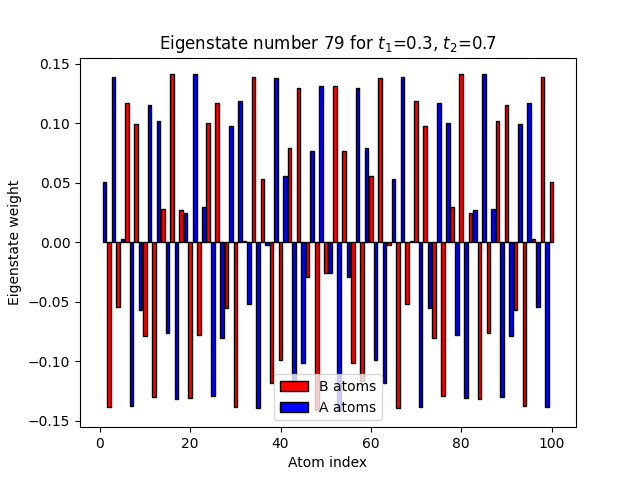 Eigenstate number 79 for t₁=0.3, t₂=0.7
Eigenstate weight
0.15
0.10
0.05
0.00
−0.05
−0.10
−0.15
B atoms
A atoms
0 20 40 60 80 100
Atom index